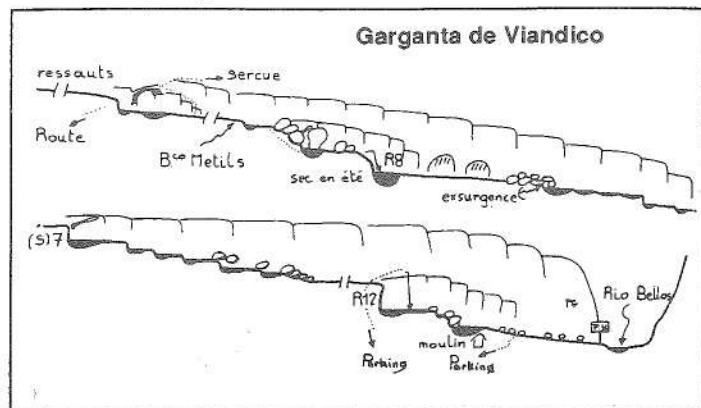 Garganta de Viandico
ressauts
Sercue
Route
B.co Metils
sec en été
R8
exsurgence
(S)7
R12
Rio Bellos
moulin
Parking
Parking